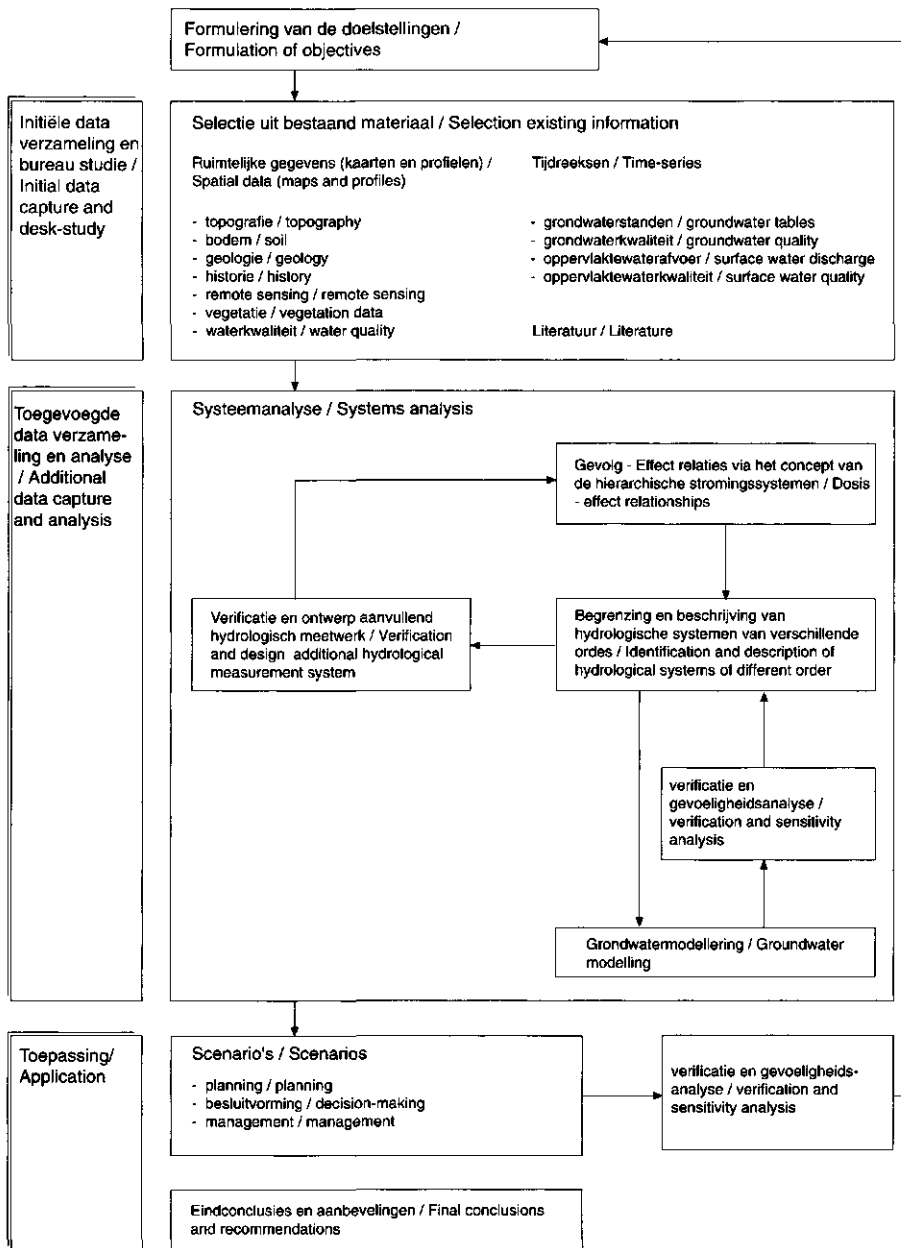 Formulering van de doelstellingen /
Formulation of objectives
Initiële data
verzameling en
bureau studie /
Initial data
capture and
desk-study
Selectie uit bestaand materiaal / Selection existing information
Ruimtelijke gegevens (kaarten en profielen) /
Spatial data (maps and profiles)
- topografie / topography
- bodem / soil
- geologie / geology
- historie / history
- remote sensing / remote sensing
- vegetatie / vegetation data
- waterkwaliteit / water quality
Tijdreeksen / Time-series
- grondwaterstanden / groundwater tables
- grondwaterkwaliteit / groundwater quality
- oppervlaktewaterafvoer / surface water discharge
- oppervlaktewaterkwaliteit / surface water quality
Literatuur / Literature
Toegevoegde
data verzame-
ling en analyse
/ Additional
data capture
and analysis
Systeemanalyse / Systems analysis
Gevolg - Effect relaties via het concept van
de hierarchische stromingssystemen / Dosis
- effect relationships
Verificatie en ontwerp aanvullend
hydrologisch meetwerk / Verification
and design additional hydrological
measurement system
Begrenzing en beschrijving van
hydrologische systemen van verschillende
ordes / Identification and description of
hydrological systems of different order
verificatie en
gevoeligheidsanalyse /
verification and sensitivity
analysis
Grondwatermodellering / Groundwater
modelling
Toepassing/
Application
Scenario's / Scenarios
- planning / planning
- besluitvorming / decision-making
- management / management
verificatie en gevoeligheids-
analyse / verification and
sensitivity analysis
Eindconclusies en aanbevelingen / Final conclusions
and recommendations